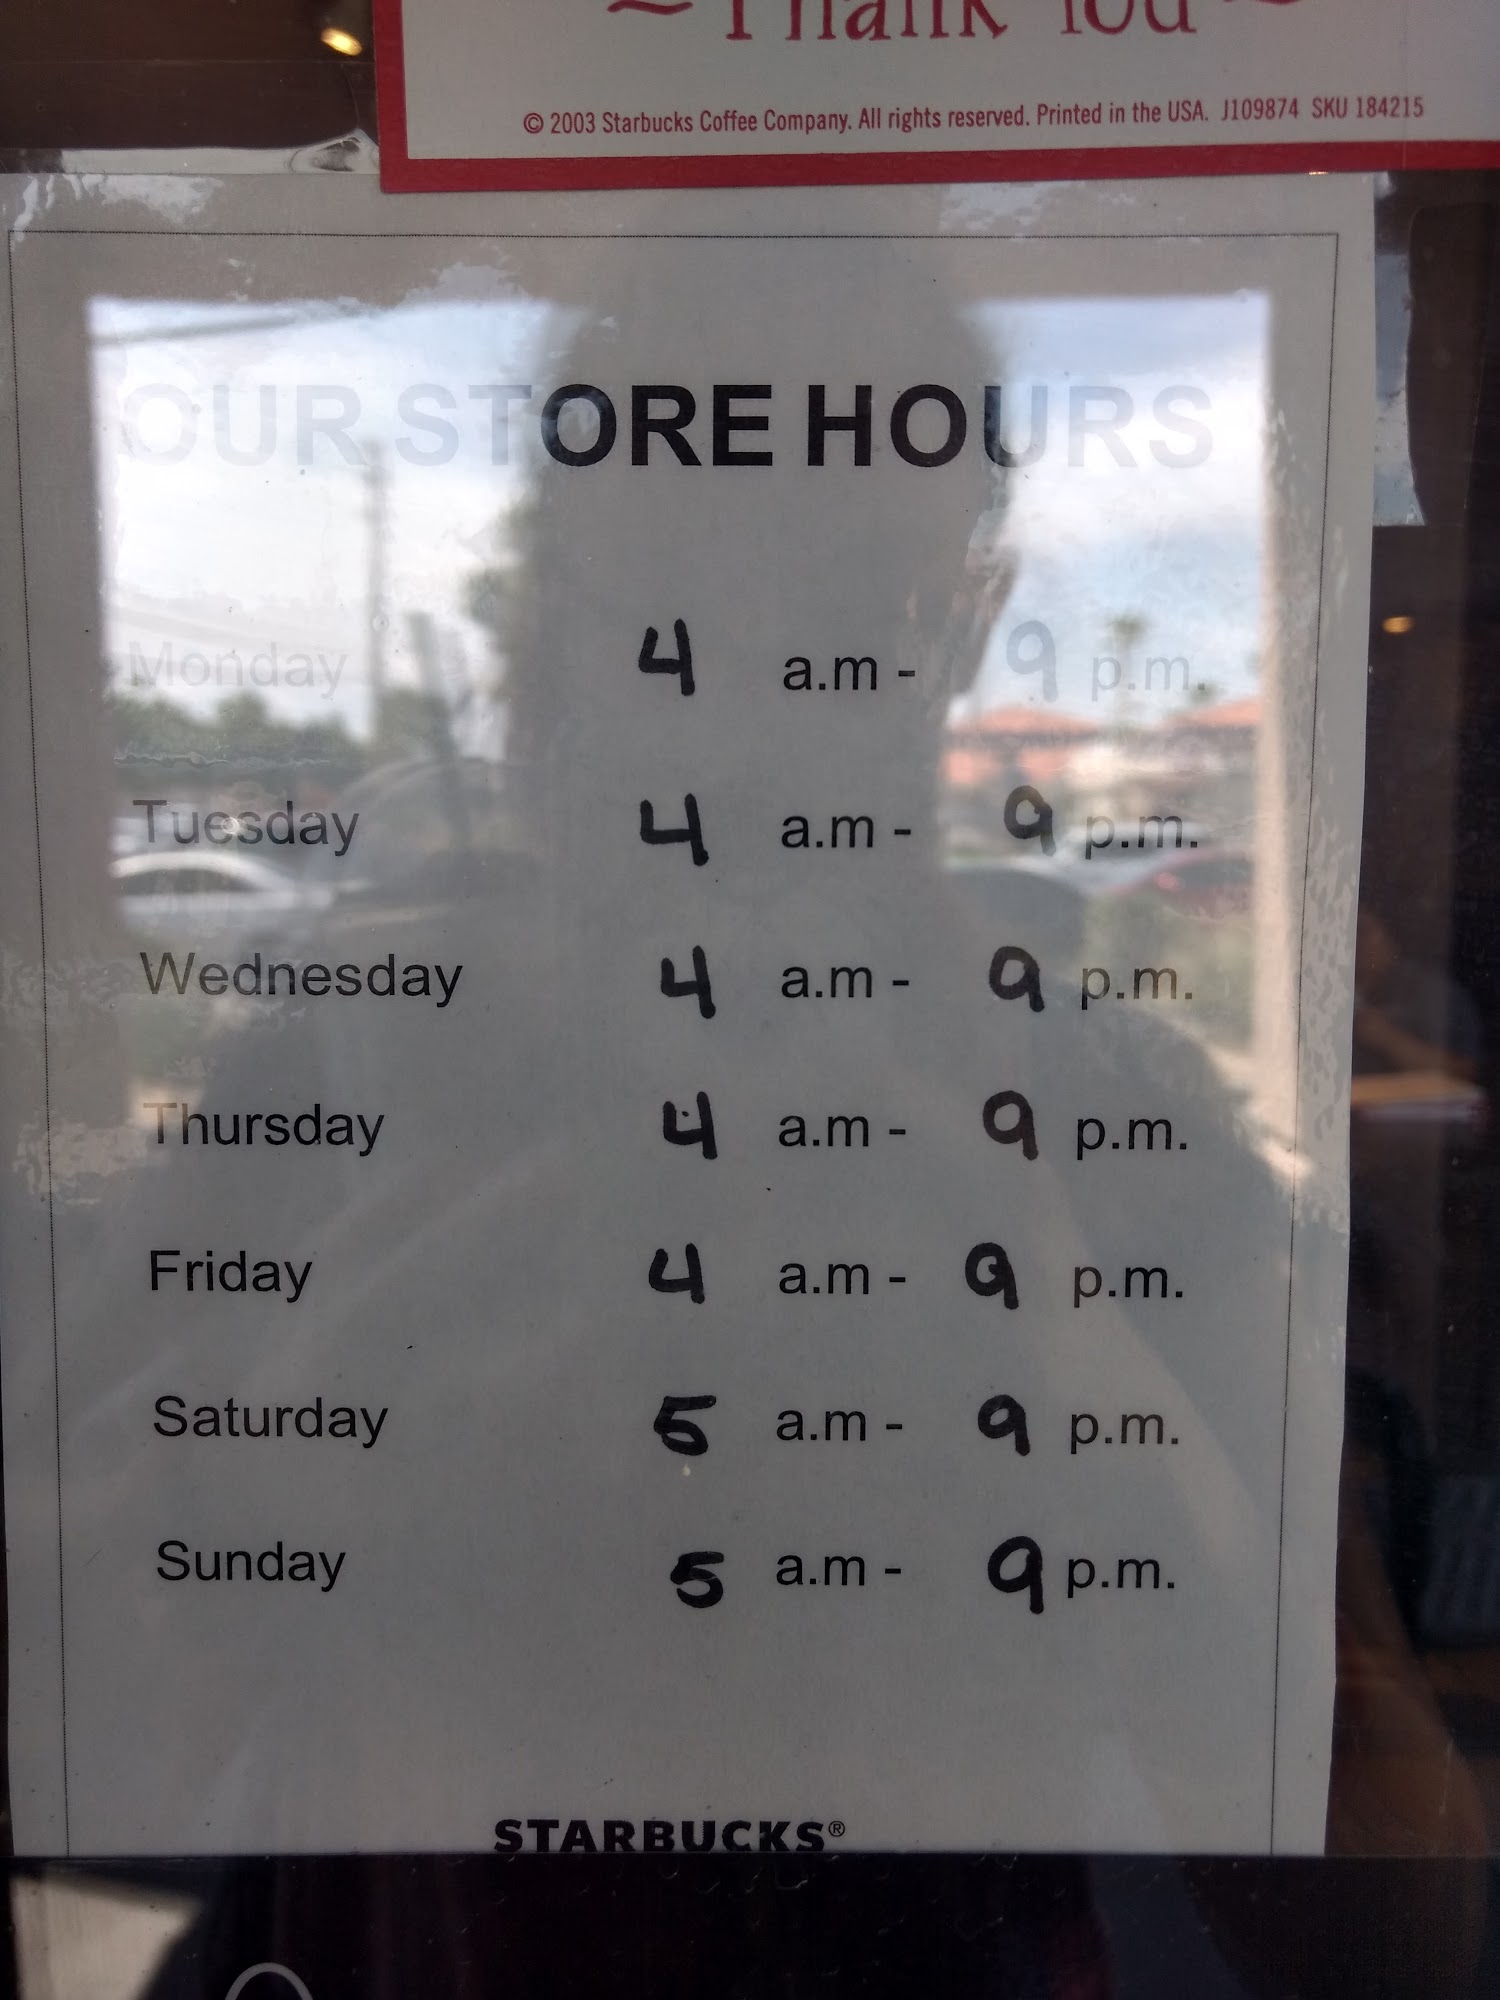 ~Thank You~
© 2003 Starbucks Coffee Company. All rights reserved. Printed in the USA. J109874 SKU 184215
OUR STORE HOURS
Monday 4 a.m - 9 p.m.
Tuesday 4 a.m - 9 p.m.
Wednesday 4 a.m - 9 p.m.
Thursday 4 a.m - 9 p.m.
Friday 4 a.m - 9 p.m.
Saturday 5 a.m - 9 p.m.
Sunday 5 a.m - 9 p.m.
STARBUCKS®